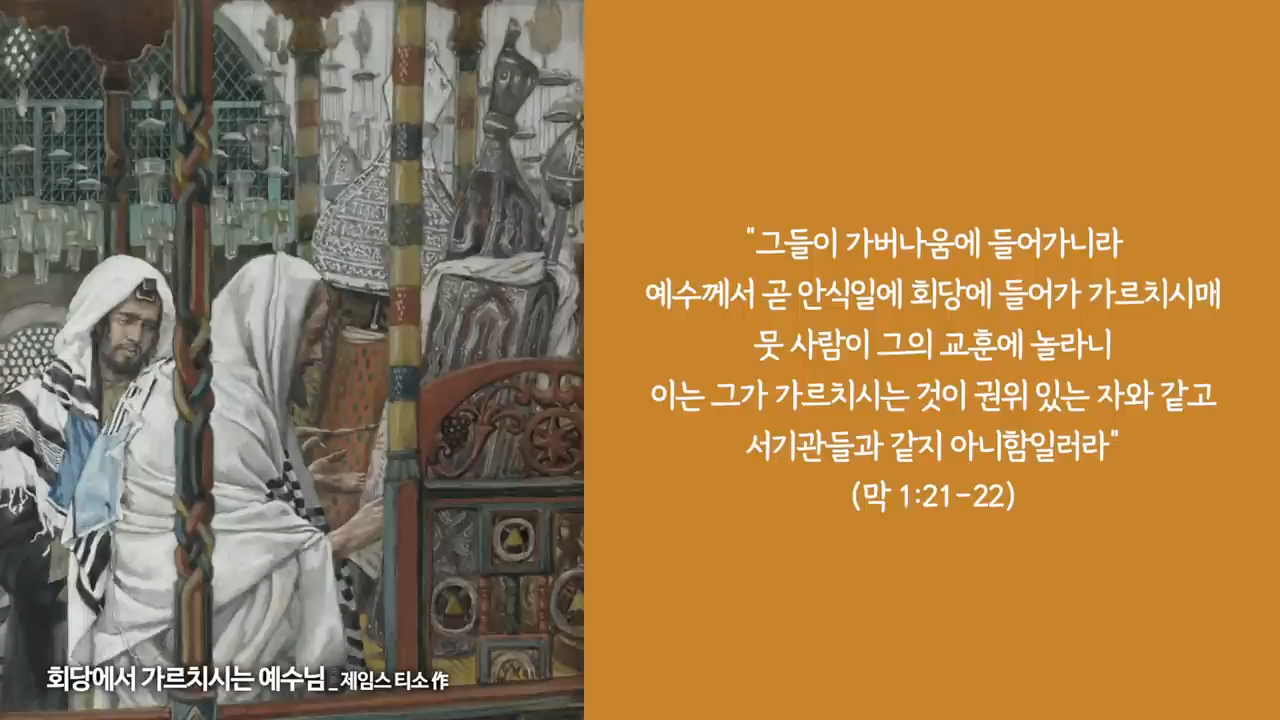 "그들이 가버나움에 들어가니라
예수께서 곧 안식일에 회당에 들어가 가르치시매
뭇 사람이 그의 교훈에 놀라니
이는 그가 가르치시는 것이 권위 있는 자와 같고
서기관들과 같지 아니함일러라"
(막 1:21-22)
회당에서 가르치시는 예수님_제임스 티소 作